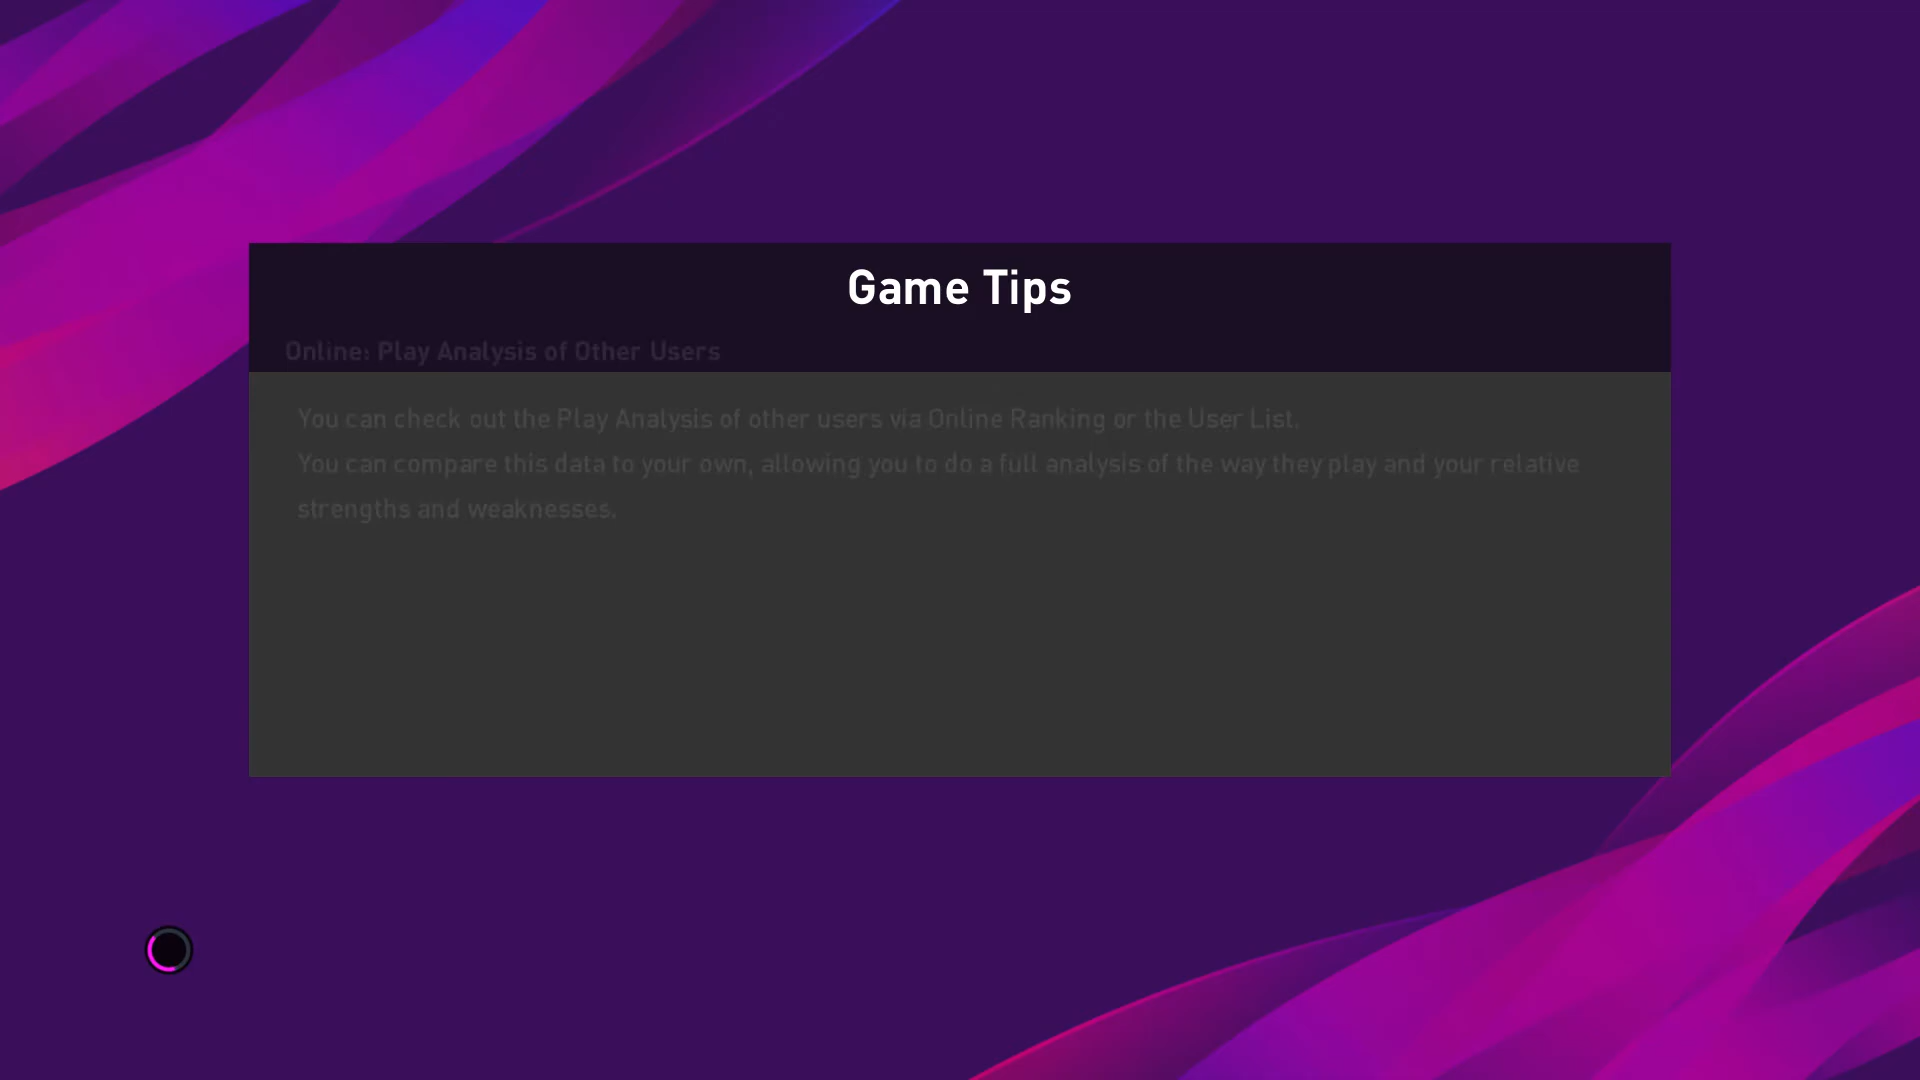 Game Tips
Online: Play Analysis of Other Users
You can check out the Play Analysis of other users via Online Ranking or the User List.
You can compare this data to your own, allowing you to do a full analysis of the way they play and your relative
strengths and weaknesses.